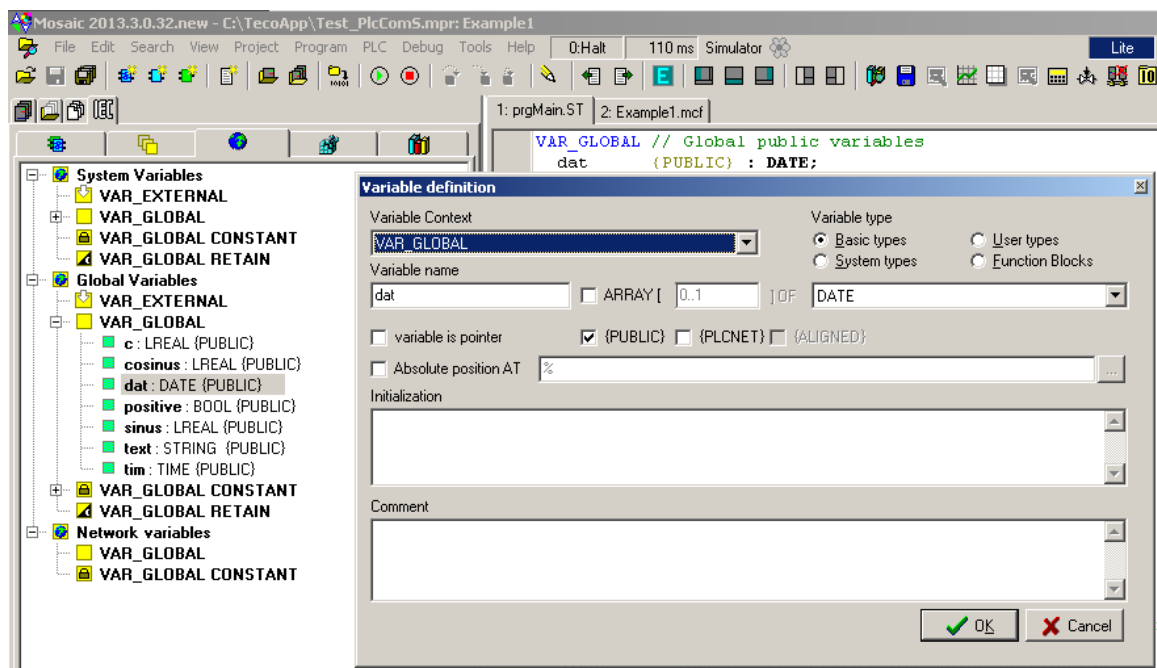 Mosaic 2013.3.0.32.new - C:\TecoApp\Test_PlcComS.mpr: Example1
File Edit Search View Project Program PLC Debug Tools Help 0:Halt 110 ms Simulator Lite
1: prgMain.ST 2: Example1.mcf
VAR_GLOBAL // Global public variables
dat {PUBLIC} : DATE;
System Variables
VAR_EXTERNAL
VAR_GLOBAL
VAR_GLOBAL CONSTANT
VAR_GLOBAL RETAIN
Global Variables
VAR_EXTERNAL
VAR_GLOBAL
c : LREAL {PUBLIC}
cosinus : LREAL {PUBLIC}
dat : DATE {PUBLIC}
positive : BOOL {PUBLIC}
sinus : LREAL {PUBLIC}
text : STRING {PUBLIC}
tim : TIME {PUBLIC}
VAR_GLOBAL CONSTANT
VAR_GLOBAL RETAIN
Network variables
VAR_GLOBAL
VAR_GLOBAL CONSTANT
Variable definition
Variable Context Variable type
VAR_GLOBAL Basic types User types
System types Function Blocks
Variable name
dat ARRAY [ 0..1 ] OF DATE
variable is pointer {PUBLIC} {PLCNET} {ALIGNED}
Absolute position AT % ...
Initialization
Comment
OK Cancel